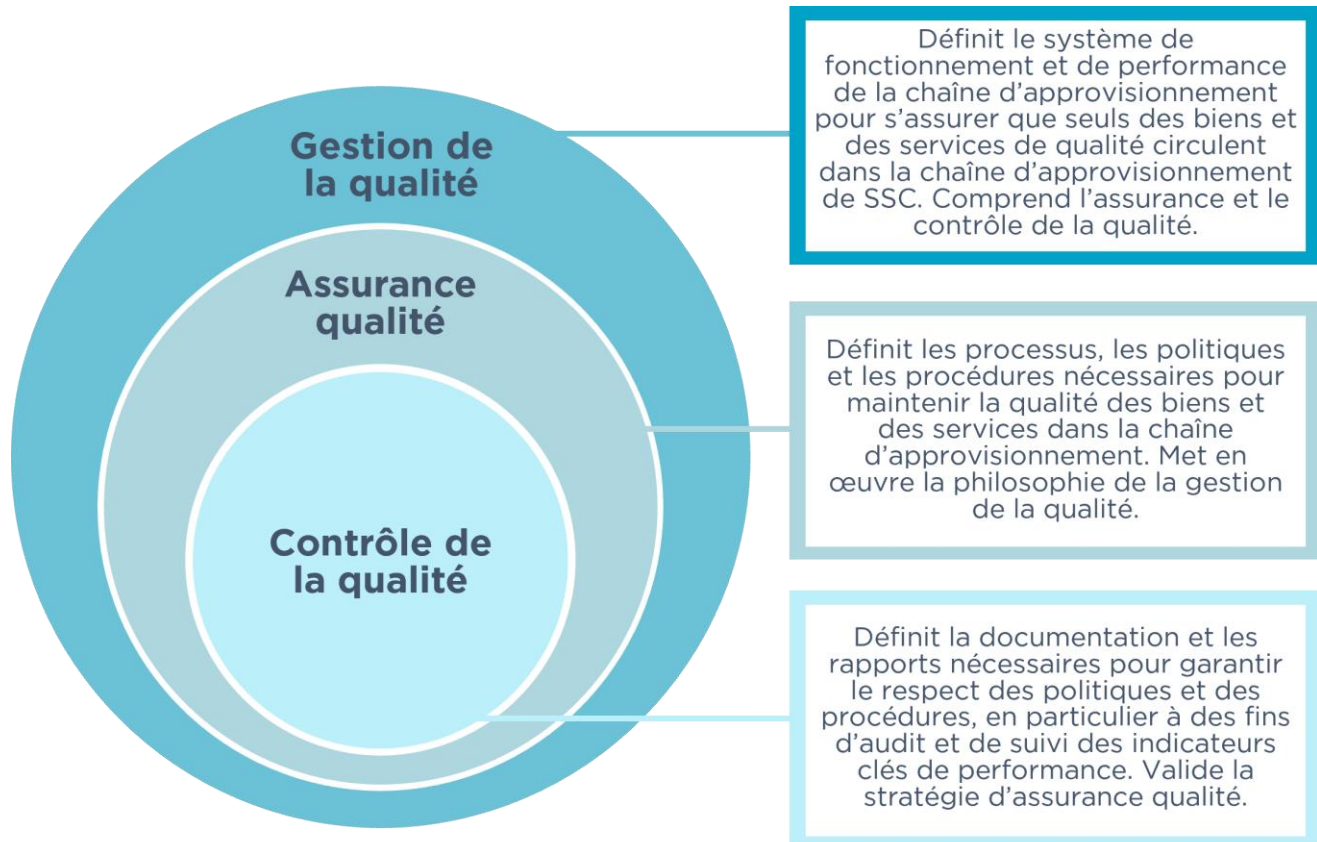 Gestion de
la qualité
Assurance
qualité
Contrôle de
la qualité
Définit le système de
fonctionnement et de performance
de la chaîne d'approvisionnement
pour s'assurer que seuls des biens et
des services de qualité circulent
dans la chaîne d'approvisionnement
de SSC. Comprend l'assurance et le
contrôle de la qualité.
Définit les processus, les politiques
et les procédures nécessaires pour
maintenir la qualité des biens et
des services dans la chaîne
d'approvisionnement. Met en
œuvre la philosophie de la gestion
de la qualité.
Définit la documentation et les
rapports nécessaires pour garantir
le respect des politiques et des
procédures, en particulier à des fins
d'audit et de suivi des indicateurs
clés de performance. Valide la
stratégie d'assurance qualité.